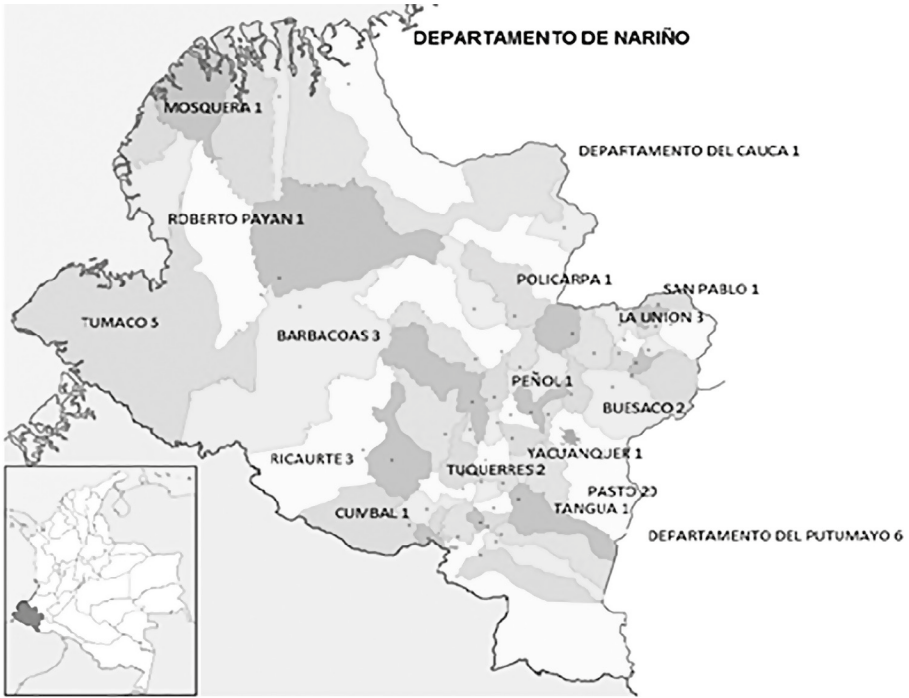 DEPARTAMENTO DE NARIÑO
MOSQUERA 1
DEPARTAMENTO DEL CAUCA 1
ROBERTO PAYAN 1
POLICARPA 1
SAN PABLO 1
TUMACO 5
LA UNION 3
BARBACOAS 3
PEÑOL 1
BUESACO 2
RICAURTE 3
YACUANQUER 1
TUQUERRES 2
PASTO 20
TANGUA 1
CUMBAL 1
DEPARTAMENTO DEL PUTUMAYO 6